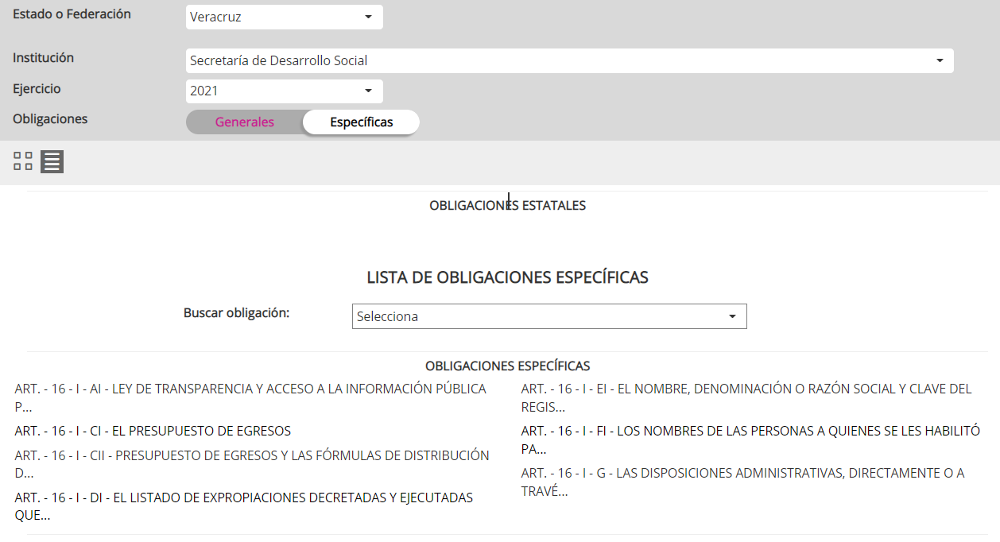 Estado o Federación
Veracruz
Institución
Secretaría de Desarrollo Social
Ejercicio
2021
Obligaciones
Generales
Específicas
OBLIGACIONES ESTATALES
LISTA DE OBLIGACIONES ESPECÍFICAS
Buscar obligación:
Selecciona
OBLIGACIONES ESPECÍFICAS
ART. - 16 - I - AI - LEY DE TRANSPARENCIA Y ACCESO A LA INFORMACIÓN PÚBLICA
P...
ART. - 16 - I - CI - EL PRESUPUESTO DE EGRESOS
ART. - 16 - I - CII - PRESUPUESTO DE EGRESOS Y LAS FÓRMULAS DE DISTRIBUCIÓN
D...
ART. - 16 - I - DI - EL LISTADO DE EXPROPIACIONES DECRETADAS Y EJECUTADAS
QUE...
ART. - 16 - I - EI - EL NOMBRE, DENOMINACIÓN O RAZÓN SOCIAL Y CLAVE DEL
REGIS...
ART. - 16 - I - FI - LOS NOMBRES DE LAS PERSONAS A QUIENES SE LES HABILITÓ
PA...
ART. - 16 - I - G - LAS DISPOSICIONES ADMINISTRATIVAS, DIRECTAMENTE O A
TRAVÉ...